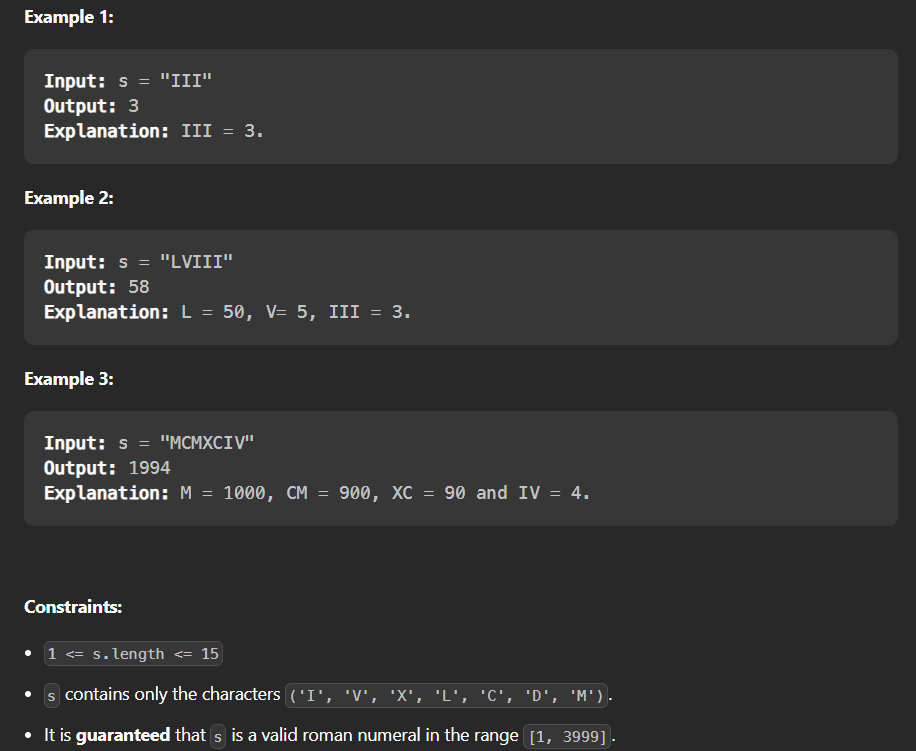 Example 1:
Input: s = "III"
Output: 3
Explanation: III = 3.
Example 2:
Input: s = "LVIII"
Output: 58
Explanation: L = 50, V= 5, III = 3.
Example 3:
Input: s = "MCMXCIV"
Output: 1994
Explanation: M = 1000, CM = 900, XC = 90 and IV = 4.
Constraints:
• 1 <= s.length <= 15
• s contains only the characters ('I', 'V', 'X', 'L', 'C', 'D', 'M').
• It is guaranteed that s is a valid roman numeral in the range [1, 3999].